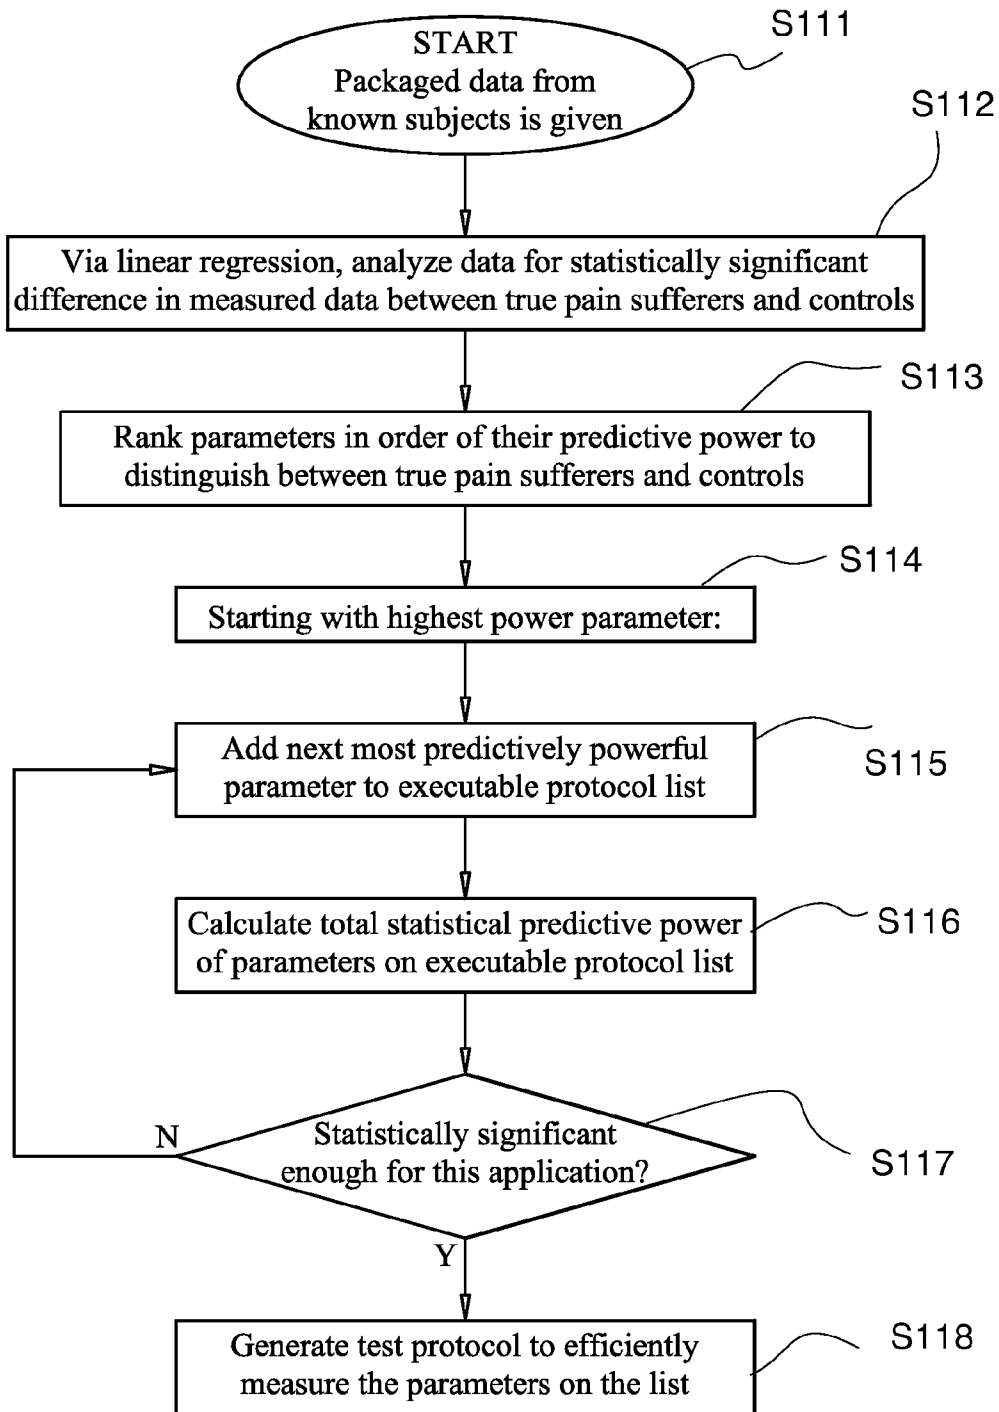 S111
START
Packaged data from
known subjects is given
S112
Via linear regression, analyze data for statistically significant
difference in measured data between true pain sufferers and controls
S113
Rank parameters in order of their predictive power to
distinguish between true pain sufferers and controls
S114
Starting with highest power parameter:
Add next most predictively powerful
parameter to executable protocol list
S115
Calculate total statistical predictive power
of parameters on executable protocol list
S116
N
Statistically significant
enough for this application?
S117
Y
Generate test protocol to efficiently
measure the parameters on the list
S118